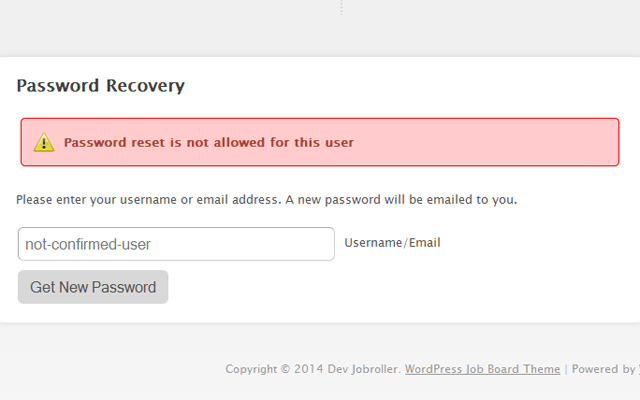 Password Recovery
Password reset is not allowed for this user
Please enter your username or email address. A new password will be emailed to you.
not-confirmed-user Username/Email
Get New Password
Copyright © 2014 Dev Jobroller. WordPress Job Board Theme | Powered by